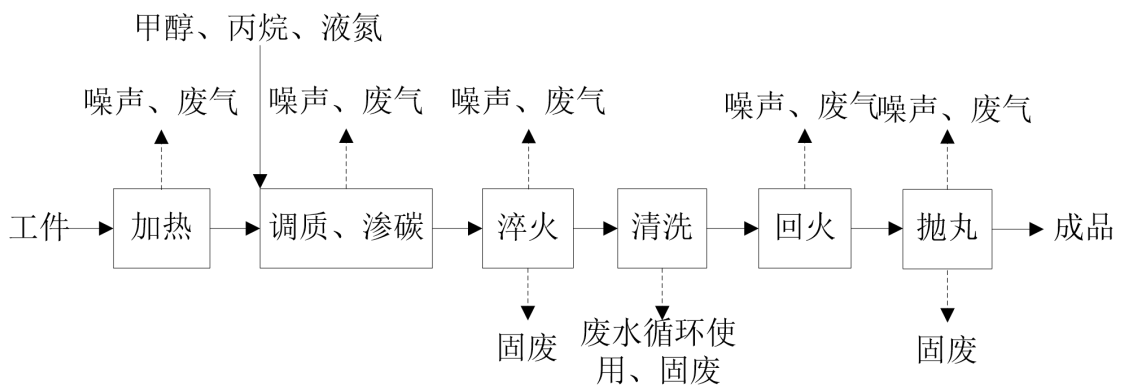 甲醇、丙烷、液氮
噪声、废气
噪声、废气
噪声、废气
噪声、废气
噪声、废气
工件
加热
调质、渗碳
淬火
清洗
回火
抛丸
成品
固废
废水循环使
用、固废
固废